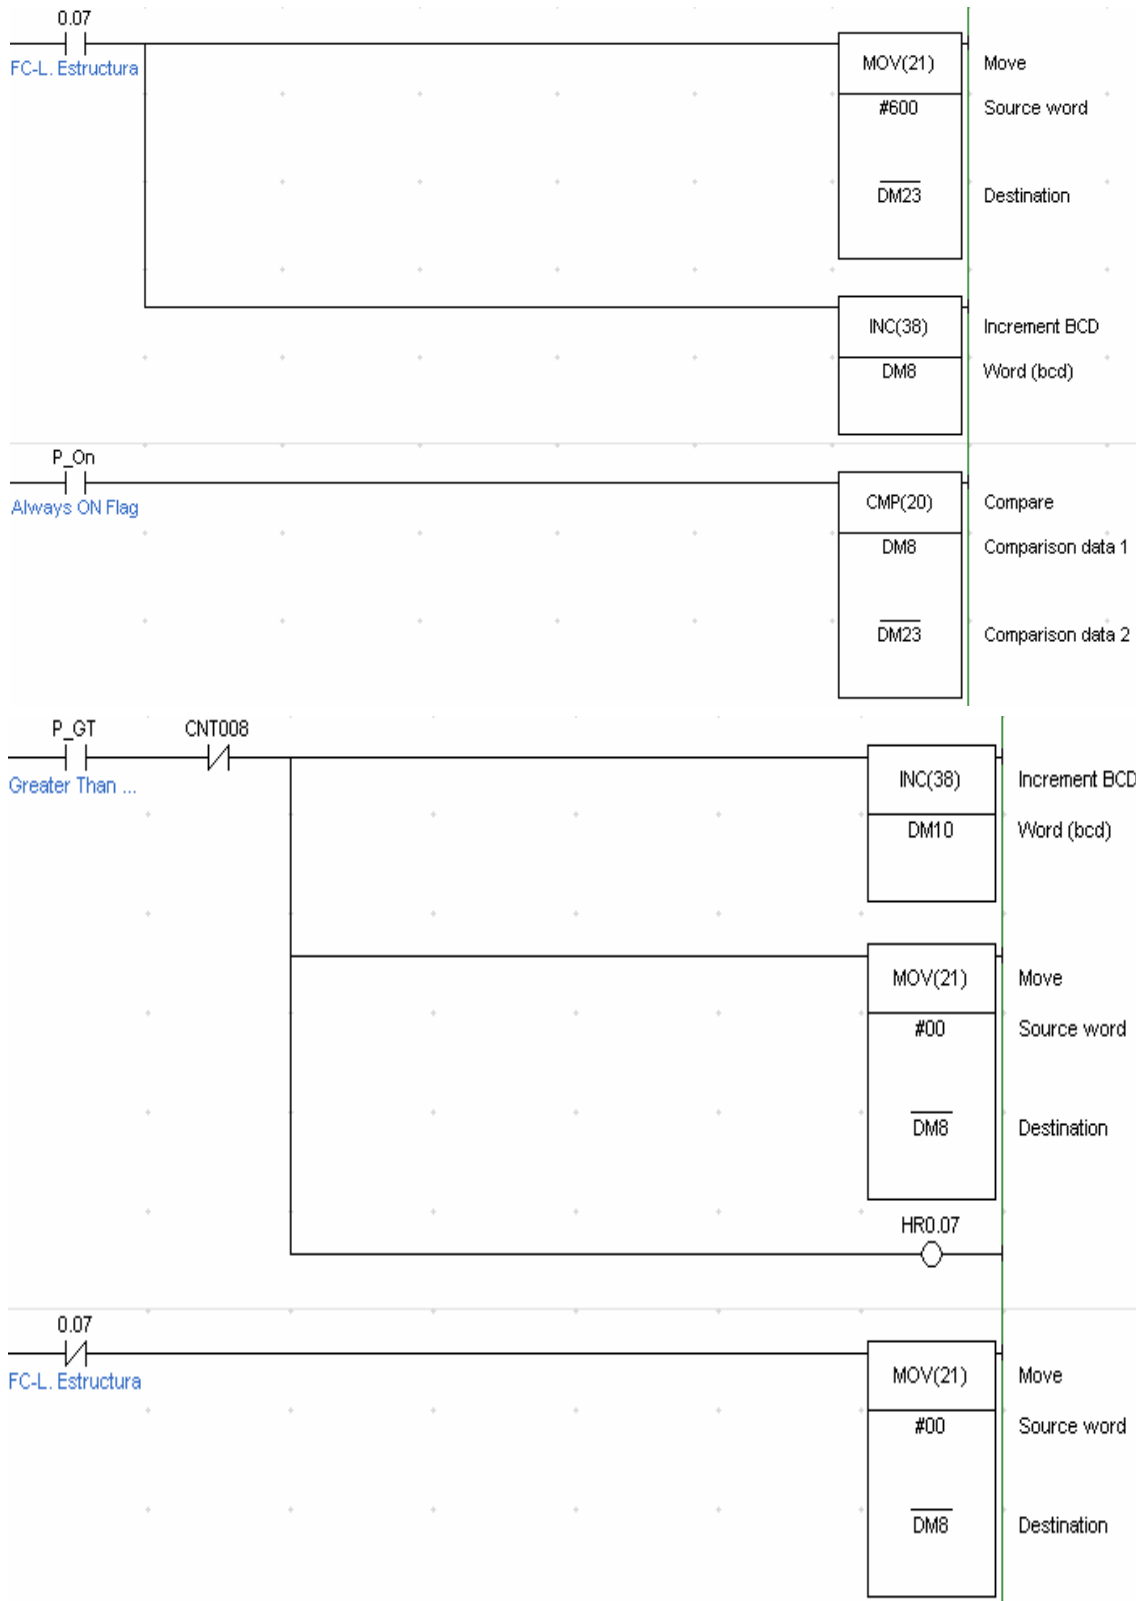 0.07
FC-L. Estructura
MOV(21) Move
#600 Source word
DM23 Destination
INC(38) Increment BCD
DM8 Word (bcd)
P_On
Always ON Flag
CMP(20) Compare
DM8 Comparison data 1
DM23 Comparison data 2
P_GT CNT008
Greater Than ...
INC(38) Increment BCD
DM10 Word (bcd)
MOV(21) Move
#00 Source word
DM8 Destination
HR0.07
0.07
FC-L. Estructura
MOV(21) Move
#00 Source word
DM8 Destination